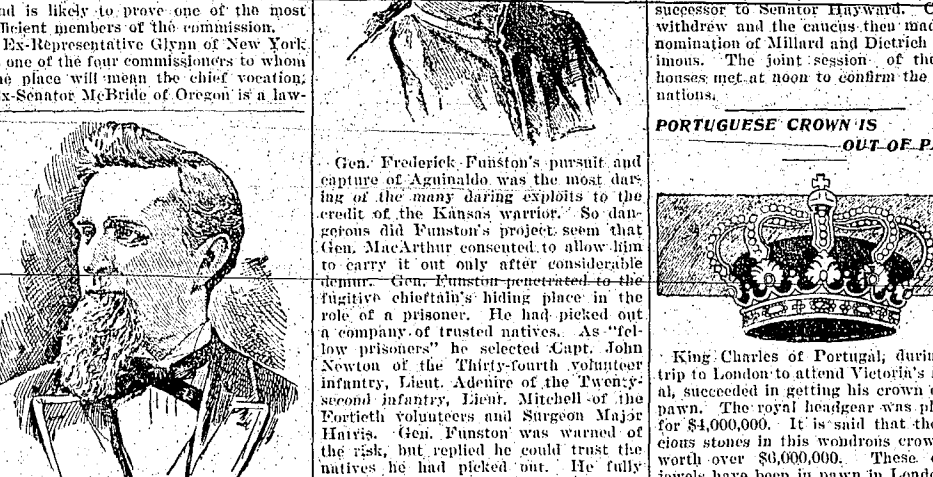 nd is likely to prove one of the most
ficient members of the commission.
Ex-Representative Glynn of New York
one of the four commissioners to whom
e place will mean the chief vocation.
x-Senator McBride of Oregon is a law-
Gen. Frederick Funston's pursuit and
capture of Aguinaldo was the most dar-
ing of the many daring exploits to the
credit of the Kansas warrior. So dan-
gerous did Funston's project seem that
Gen. MacArthur consented to allow him
to carry it out only after considerable
demur. Gen. Funston penetrated to the
fugitive chieftain's hiding place in the
role of a prisoner. He had picked out
a company of trusted natives. As "fel-
low prisoners" he selected Capt. John
Newton of the Thirty-fourth volunteer
infantry, Lieut. Admire of the Twenty-
second infantry, Lieut. Mitchell of the
Fortieth volunteers and Surgeon Major
Harris. Gen. Funston was warned of
the risk, but replied he could trust the
natives he had picked out. He fully
successor to Senator Hayward. C
withdrew and the caucus then mad
nomination of Millard and Dietrich
imous. The joint session of the
houses met at noon to confirm the
nations.
PORTUGUESE CROWN IS
OUT OF P
King Charles of Portugal, durin
trip to London to attend Victoria's
al, succeeded in getting his crown
pawn. The royal headgear was pl
for $4,000,000. It is said that the
cious stones in this wondrous crow
worth over $6,000,000. These
jewels have been in pawn in Londo